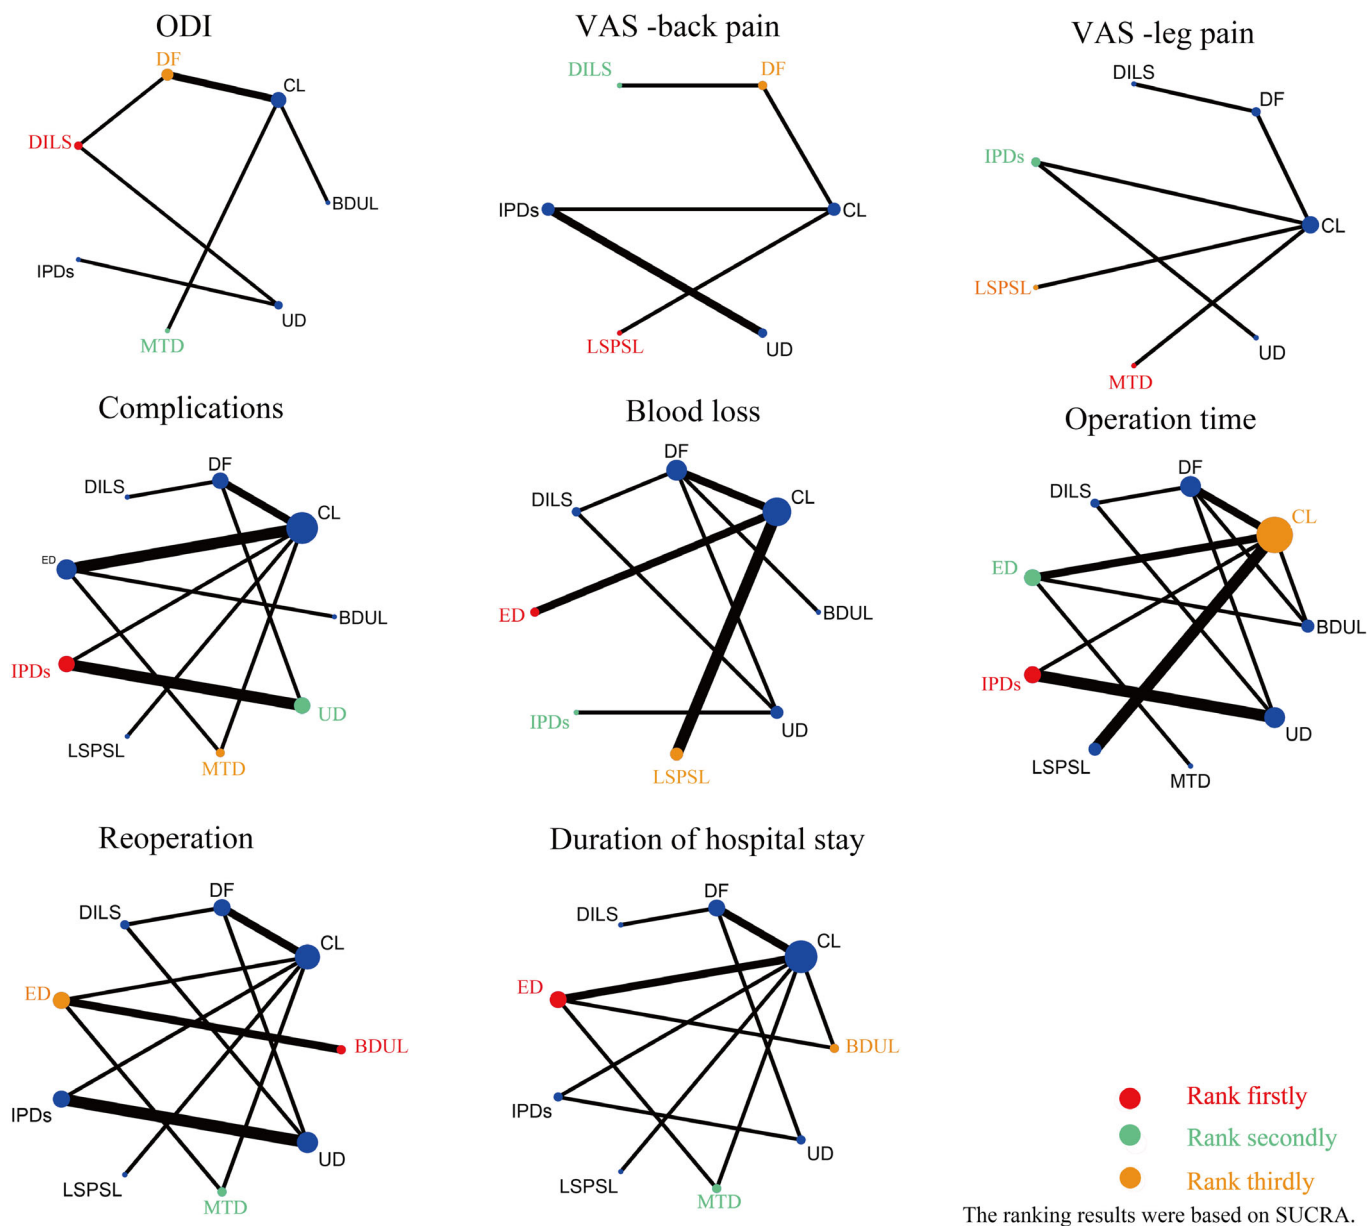 ODI
DF
CL
DILS
BDUL
IPDs
UD
MTD
VAS -back pain
DILS
DF
IPDs
CL
LSPSL
UD
VAS -leg pain
DILS
DF
IPDs
CL
LSPSL
UD
MTD
Complications
DF
DILS
CL
ED
BDUL
IPDs
UD
LSPSL
MTD
Blood loss
DF
DILS
CL
ED
BDUL
IPDs
UD
LSPSL
Operation time
DF
DILS
CL
ED
BDUL
IPDs
UD
LSPSL
MTD
Reoperation
DF
DILS
CL
ED
BDUL
IPDs
UD
LSPSL
MTD
Duration of hospital stay
DF
DILS
CL
ED
BDUL
IPDs
UD
LSPSL
MTD
Rank firstly
Rank secondly
Rank thirdly
The ranking results were based on SUCRA.